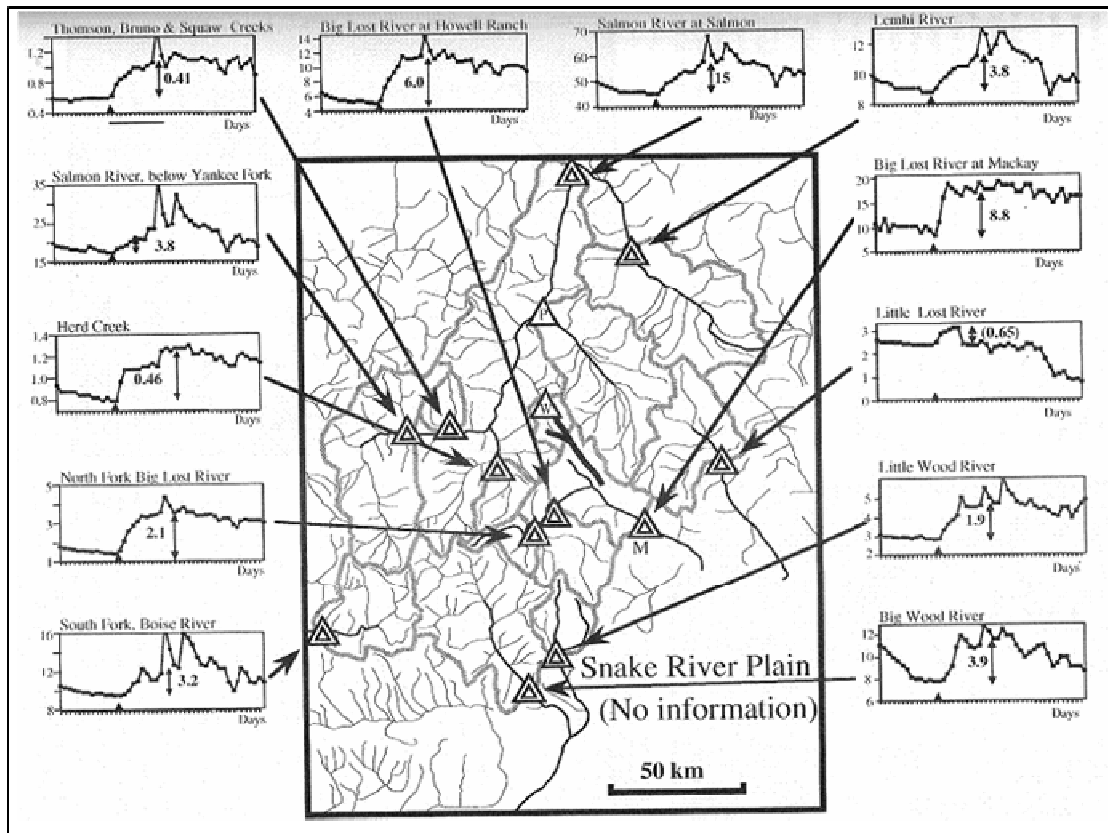 Thomson, Bruno & Squaw Creeks
1.2
0.8
0.4
0.41
Days
Big Lost River at Howell Ranch
14
12
10
8
6
4
6.0
Days
Salmon River at Salmon
70
60
50
40
15
Days
Lemhi River
12
10
8
3.8
Days
Salmon River, below Yankee Fork
35
25
15
3.8
Days
Big Lost River at Mackay
20
15
10
5
8.8
Days
Herd Creek
1.4
1.2
1.0
0.8
0.46
Days
Little Lost River
3
2
1
0
(0.65)
Days
North Fork Big Lost River
5
3
1
2.1
Days
Little Wood River
5
4
3
2
1.9
Days
South Fork, Boise River
16
12
8
3.2
Days
Big Wood River
12
10
8
6
3.9
Days
P
W
M
Snake River Plain
(No information)
50 km